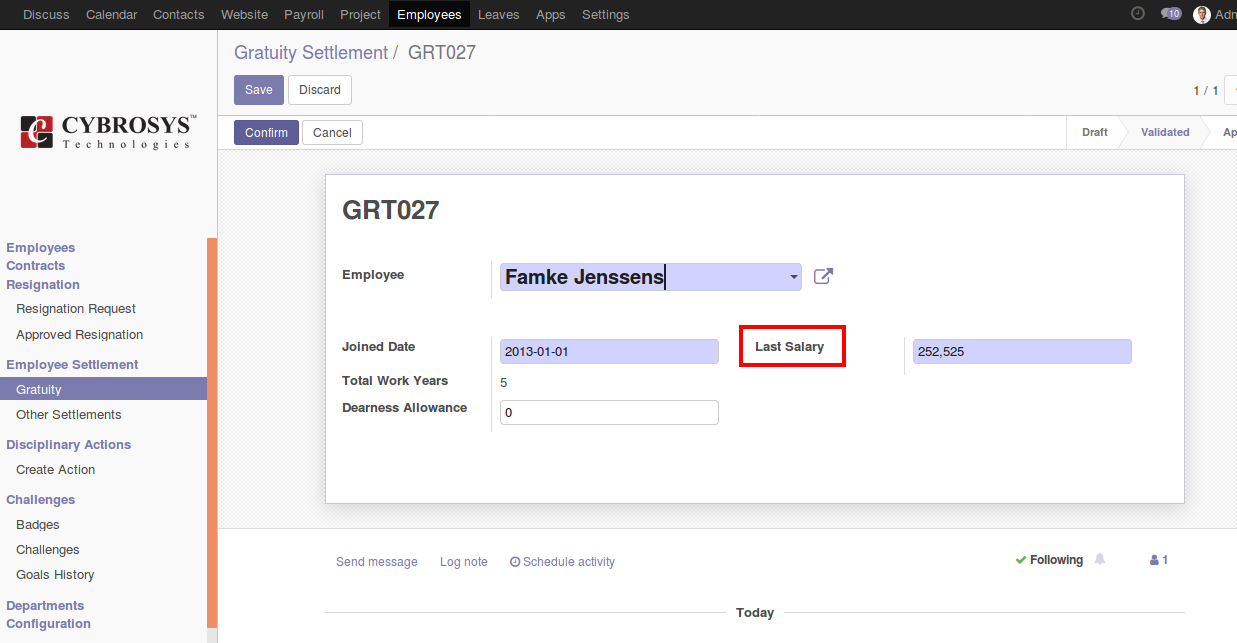 Discuss Calendar Contacts Website Payroll Project Employees Leaves Apps Settings 10
Gratuity Settlement / GRT027
Save Discard
1 / 1
CYBROSYS™
Technologies
Confirm Cancel
Draft Validated
GRT027
Employee Famke Jenssens
Joined Date 2013-01-01 Last Salary 252,525
Total Work Years 5
Dearness Allowance 0
Employees
Contracts
Resignation
Resignation Request
Approved Resignation
Employee Settlement
Gratuity
Other Settlements
Disciplinary Actions
Create Action
Challenges
Badges
Challenges
Goals History
Departments
Configuration
Send message Log note Schedule activity Following 1
Today